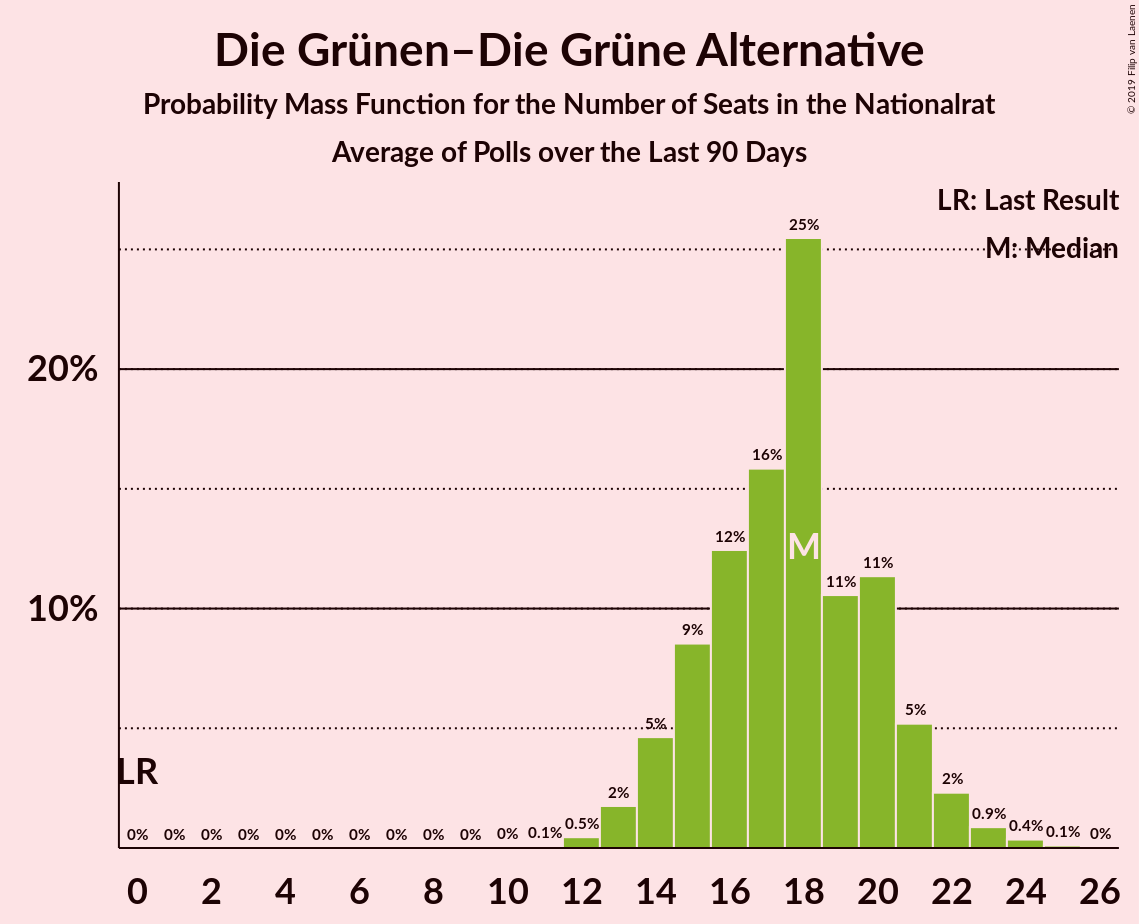 Die Grünen–Die Grüne Alternative
Probability Mass Function for the Number of Seats in the Nationalrat
Average of Polls over the Last 90 Days
© 2019 Filip van Laenen
LR: Last Result
M: Median
25%
20%
16%
12%
M
11%
11%
10%
9%
5%
5%
LR
2%
2%
0% 0% 0% 0% 0% 0% 0% 0% 0% 0% 0% 0.1% 0.5% 0.9% 0.4% 0.1% 0%
0 2 4 6 8 10 12 14 16 18 20 22 24 26